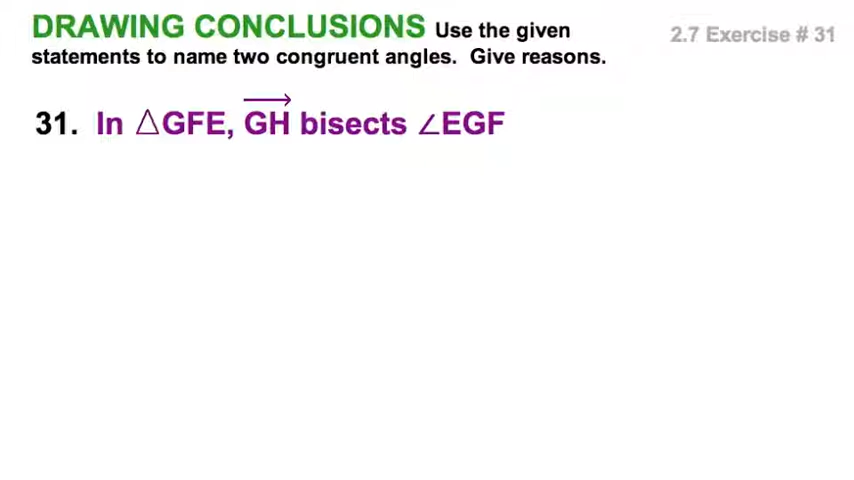 DRAWING CONCLUSIONS Use the given
2.7 Exercise # 31
statements to name two congruent angles. Give reasons.
31. In △GFE, $\overrightarrow{GH}$ bisects ∠EGF